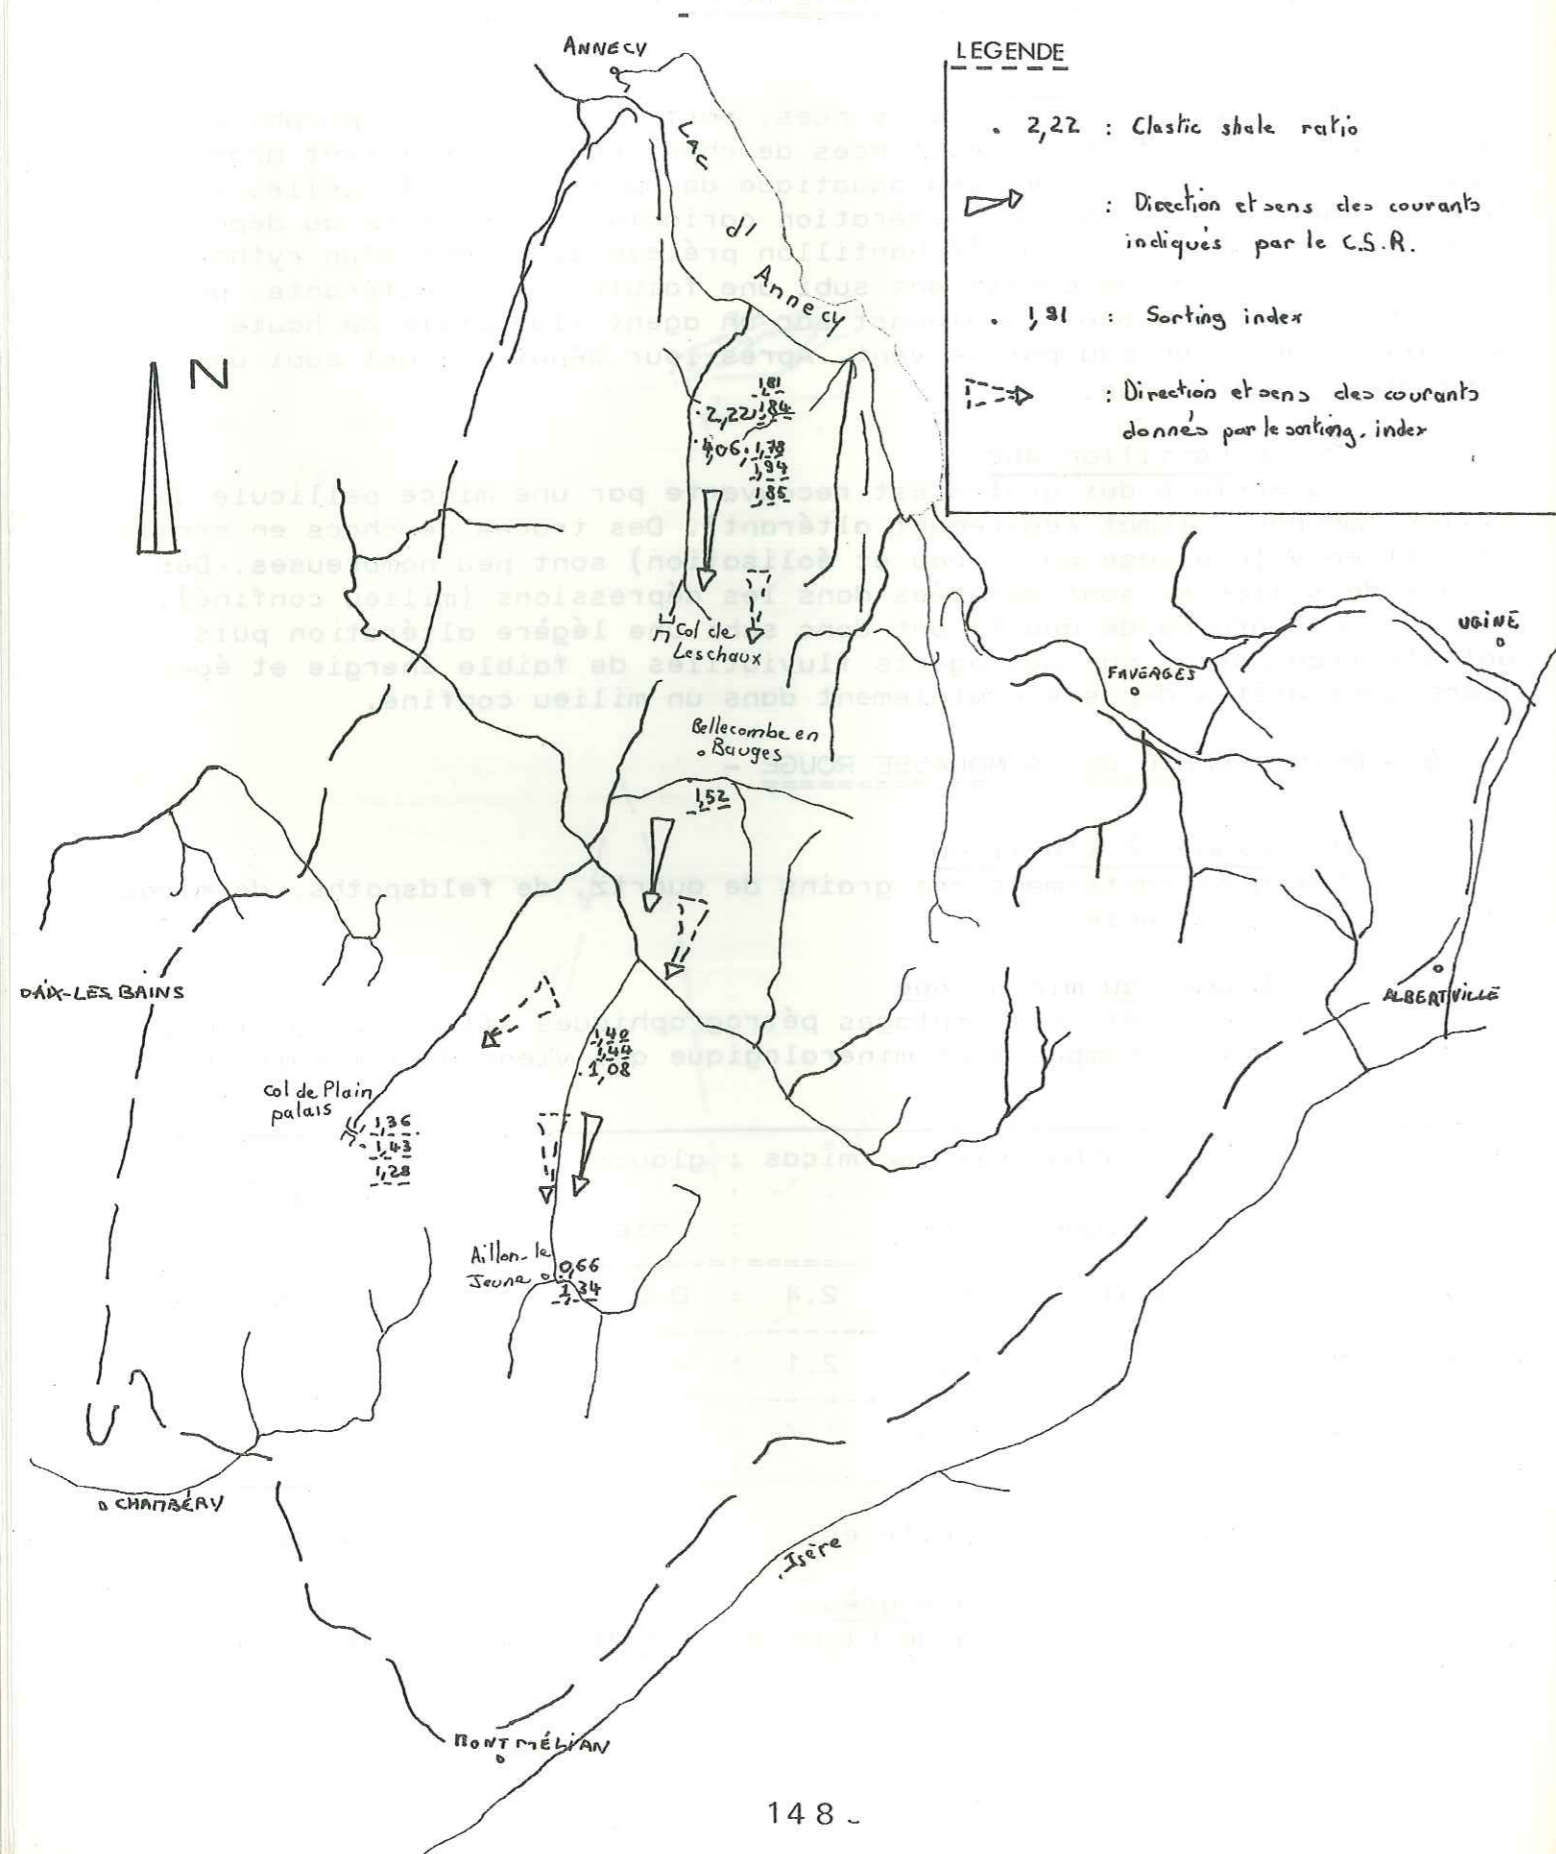 ANNECY
LAC
d'
Annecy
LEGENDE
. 2,22 : Clastic shale ratio
: Direction et sens des courants
indiqués par le C.S.R.
. 1,81 : Sorting index
: Direction et sens des courants
donnés par le sorting. index
N
1,81
2,22 1,84
4,06 1,78
1,94
1,85
Col de
Leschaux
UGINE
FAVERGES
Bellecombe en
Bauges
1,52
AIX-LES BAINS
ALBERTVILLE
1,40
1,44
1,08
Col de Plain
palais
1,36
1,43
1,28
Aillon-le
Jeune
0,66
1,34
CHAMBÉRY
Isère
MONTMÉLIAN
148-